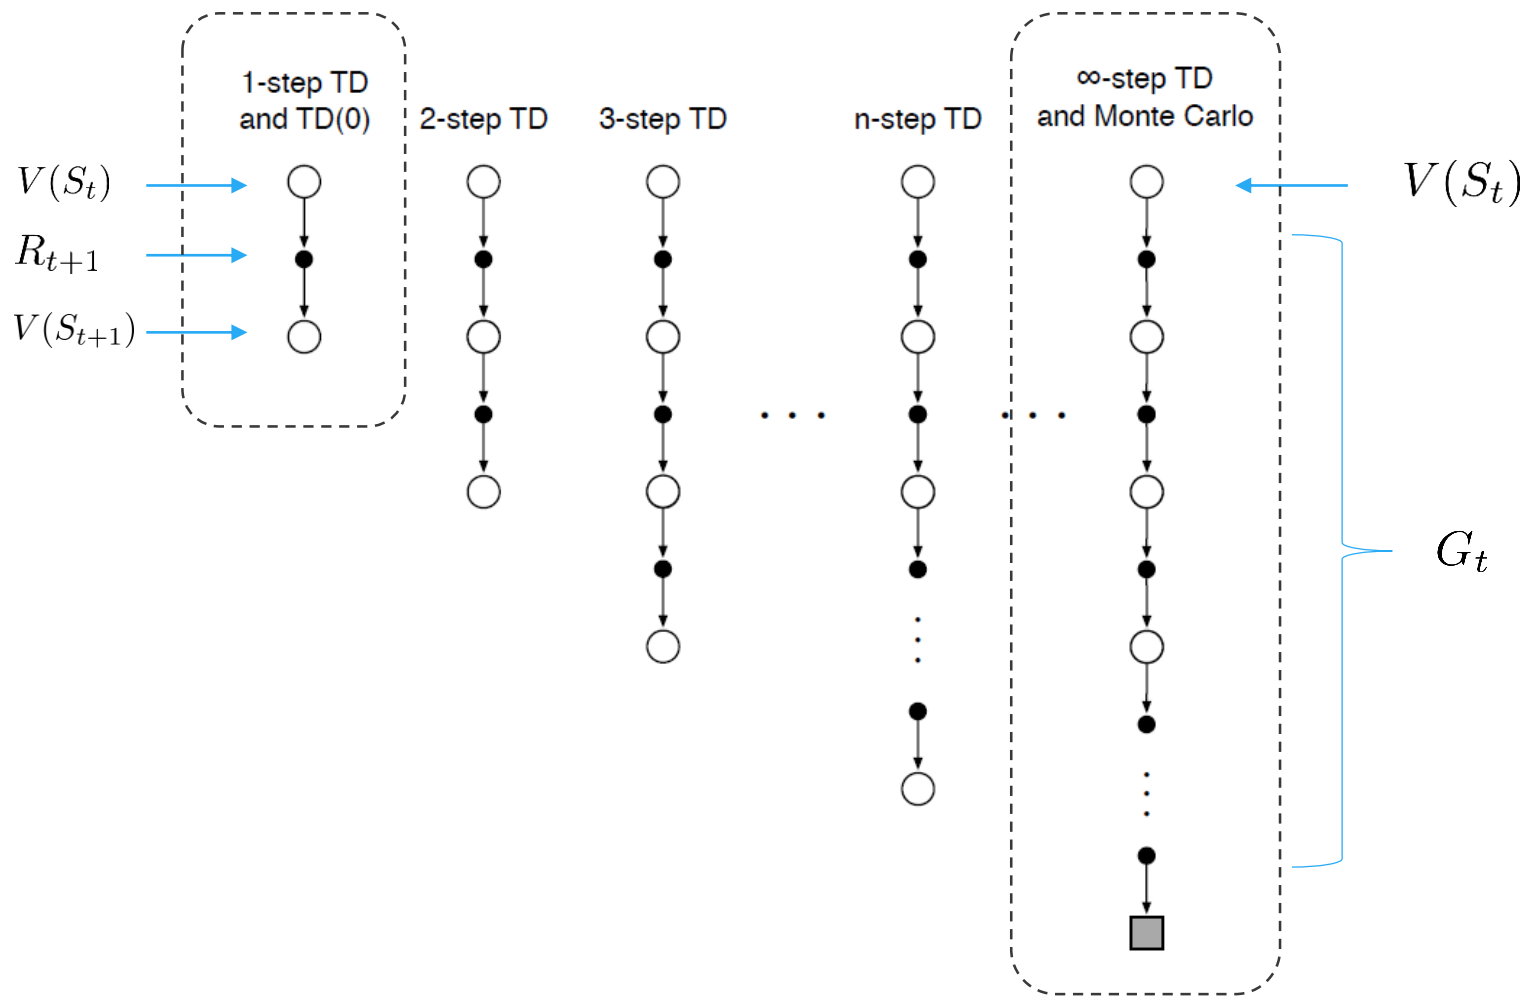 1-step TD
and TD(0)
2-step TD
3-step TD
n-step TD
∞-step TD
and Monte Carlo
V(S_t)
R_{t+1}
V(S_{t+1})
. . .
. . .
V(S_t)
G_t